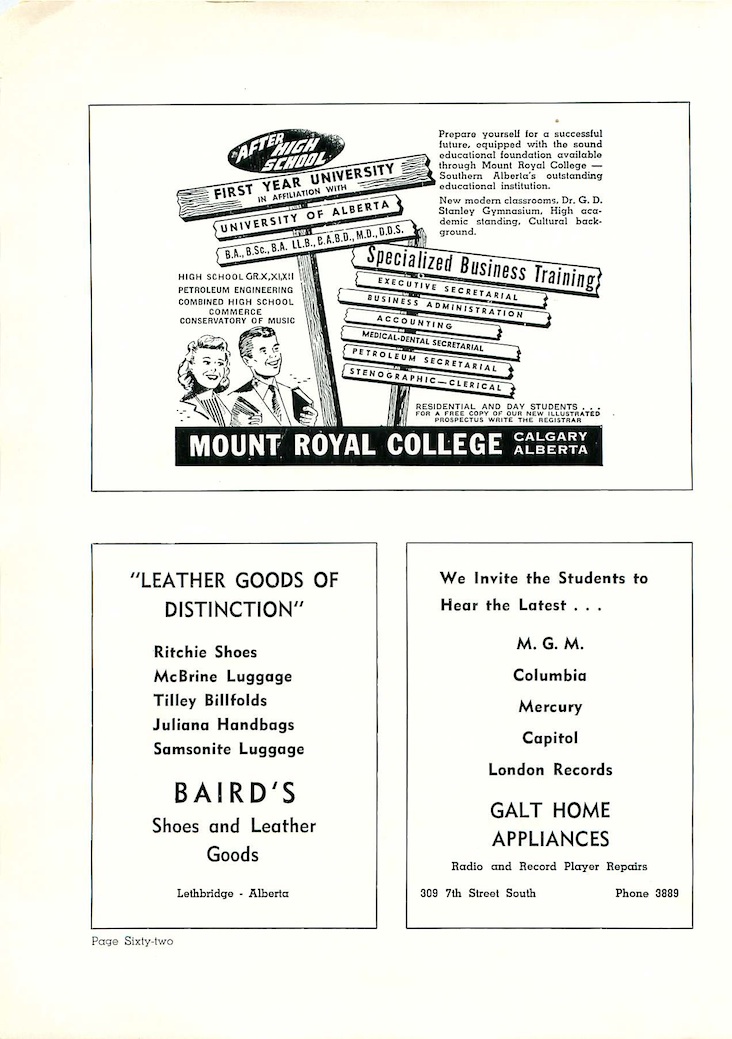 AFTER
HIGH
SCHOOL
FIRST YEAR UNIVERSITY
IN AFFILIATION WITH
UNIVERSITY OF ALBERTA
B.A., B.Sc., B.A. LL.B., B.A.B.D., M.D., D.D.S.
Prepare yourself for a successful
future, equipped with the sound
educational foundation available
through Mount Royal College —
Southern Alberta's outstanding
educational institution.
New modern classrooms, Dr. G. D.
Stanley Gymnasium, High aca-
demic standing, Cultural back-
ground.
Specialized Business Training
EXECUTIVE SECRETARIAL
BUSINESS ADMINISTRATION
ACCOUNTING
MEDICAL-DENTAL SECRETARIAL
PETROLEUM SECRETARIAL
STENOGRAPHIC—CLERICAL
HIGH SCHOOL GR.X,XI,XII
PETROLEUM ENGINEERING
COMBINED HIGH SCHOOL
COMMERCE
CONSERVATORY OF MUSIC
RESIDENTIAL AND DAY STUDENTS . . .
FOR A FREE COPY OF OUR NEW ILLUSTRATED
PROSPECTUS WRITE THE REGISTRAR
MOUNT ROYAL COLLEGE CALGARY
ALBERTA
"LEATHER GOODS OF
DISTINCTION"
Ritchie Shoes
McBrine Luggage
Tilley Billfolds
Juliana Handbags
Samsonite Luggage
BAIRD'S
Shoes and Leather
Goods
Lethbridge - Alberta
We Invite the Students to
Hear the Latest . . .
M. G. M.
Columbia
Mercury
Capitol
London Records
GALT HOME
APPLIANCES
Radio and Record Player Repairs
309 7th Street South Phone 3889
Page Sixty-two